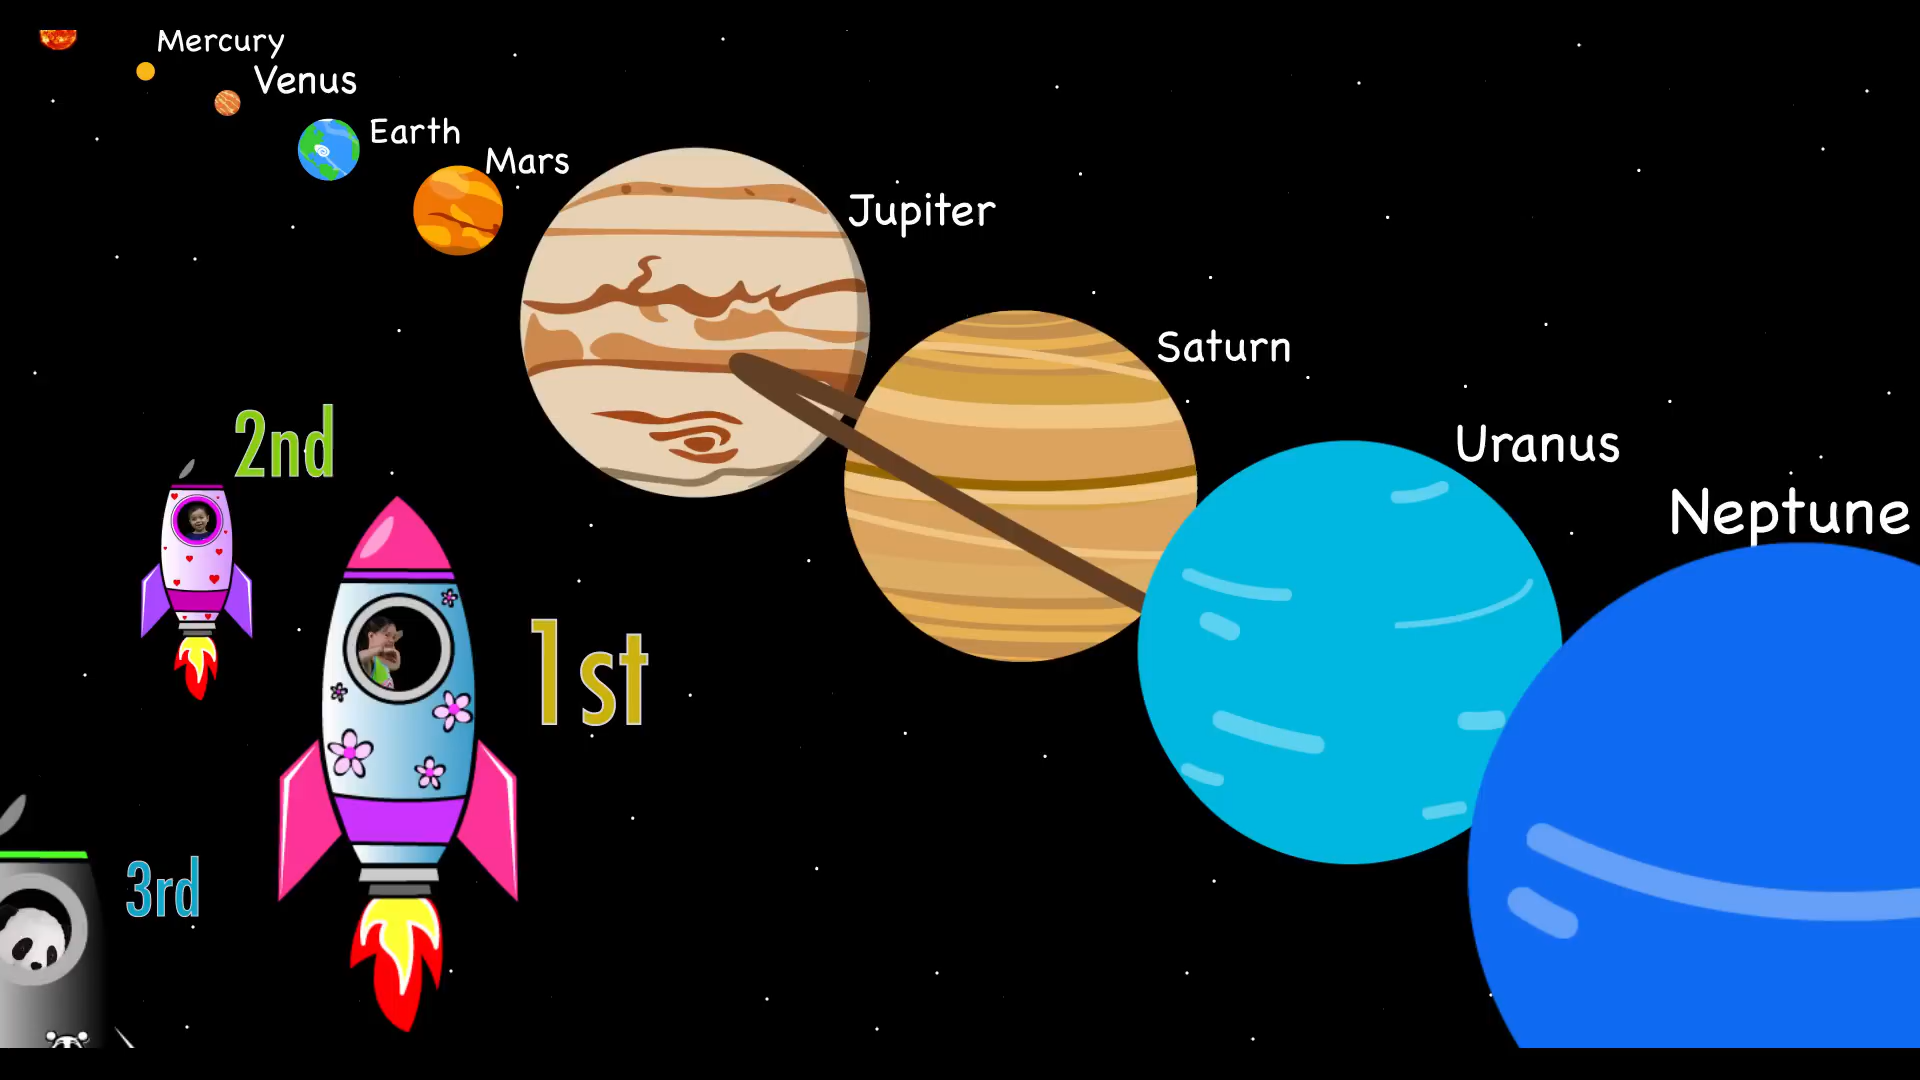 Mercury
Venus
Earth
Mars
Jupiter
Saturn
Uranus
Neptune
2nd
1st
3rd